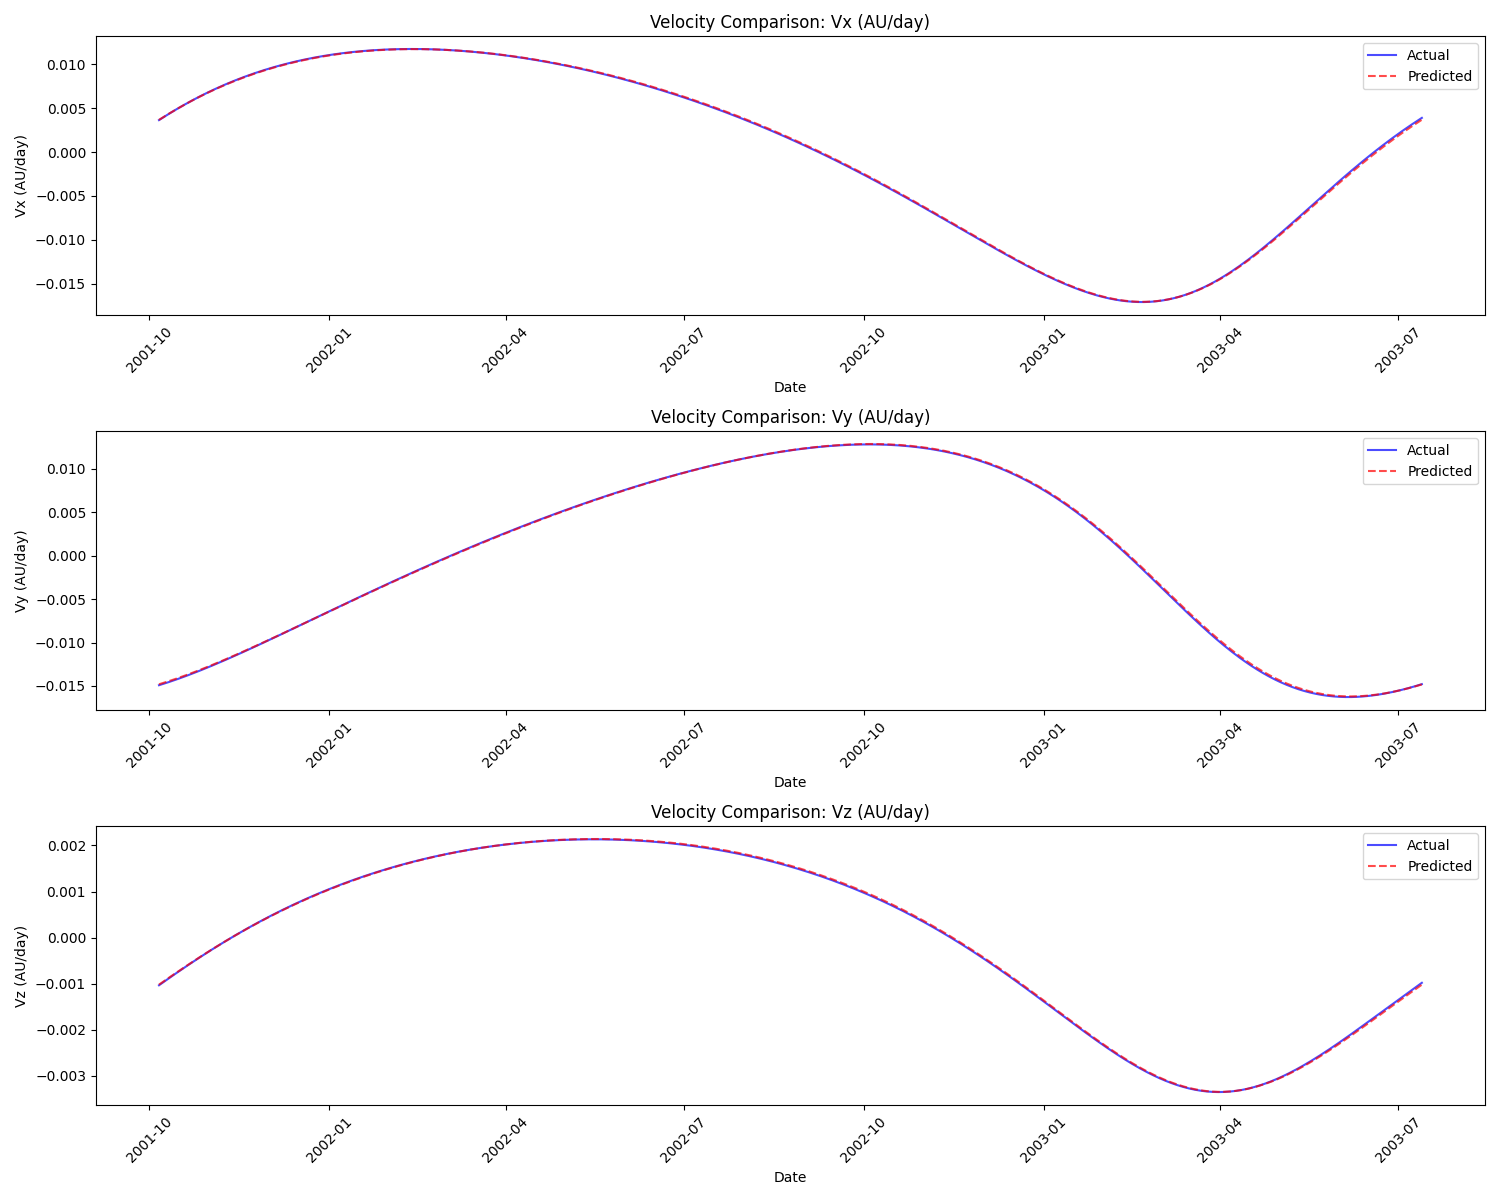 Velocity Comparison: Vx (AU/day)
Actual
Predicted
Vx (AU/day)
0.010
0.005
0.000
−0.005
−0.010
−0.015
2001-10
2002-01
2002-04
2002-07
2002-10
2003-01
2003-04
2003-07
Date
Velocity Comparison: Vy (AU/day)
Actual
Predicted
Vy (AU/day)
0.010
0.005
0.000
−0.005
−0.010
−0.015
2001-10
2002-01
2002-04
2002-07
2002-10
2003-01
2003-04
2003-07
Date
Velocity Comparison: Vz (AU/day)
Actual
Predicted
Vz (AU/day)
0.002
0.001
0.000
−0.001
−0.002
−0.003
2001-10
2002-01
2002-04
2002-07
2002-10
2003-01
2003-04
2003-07
Date